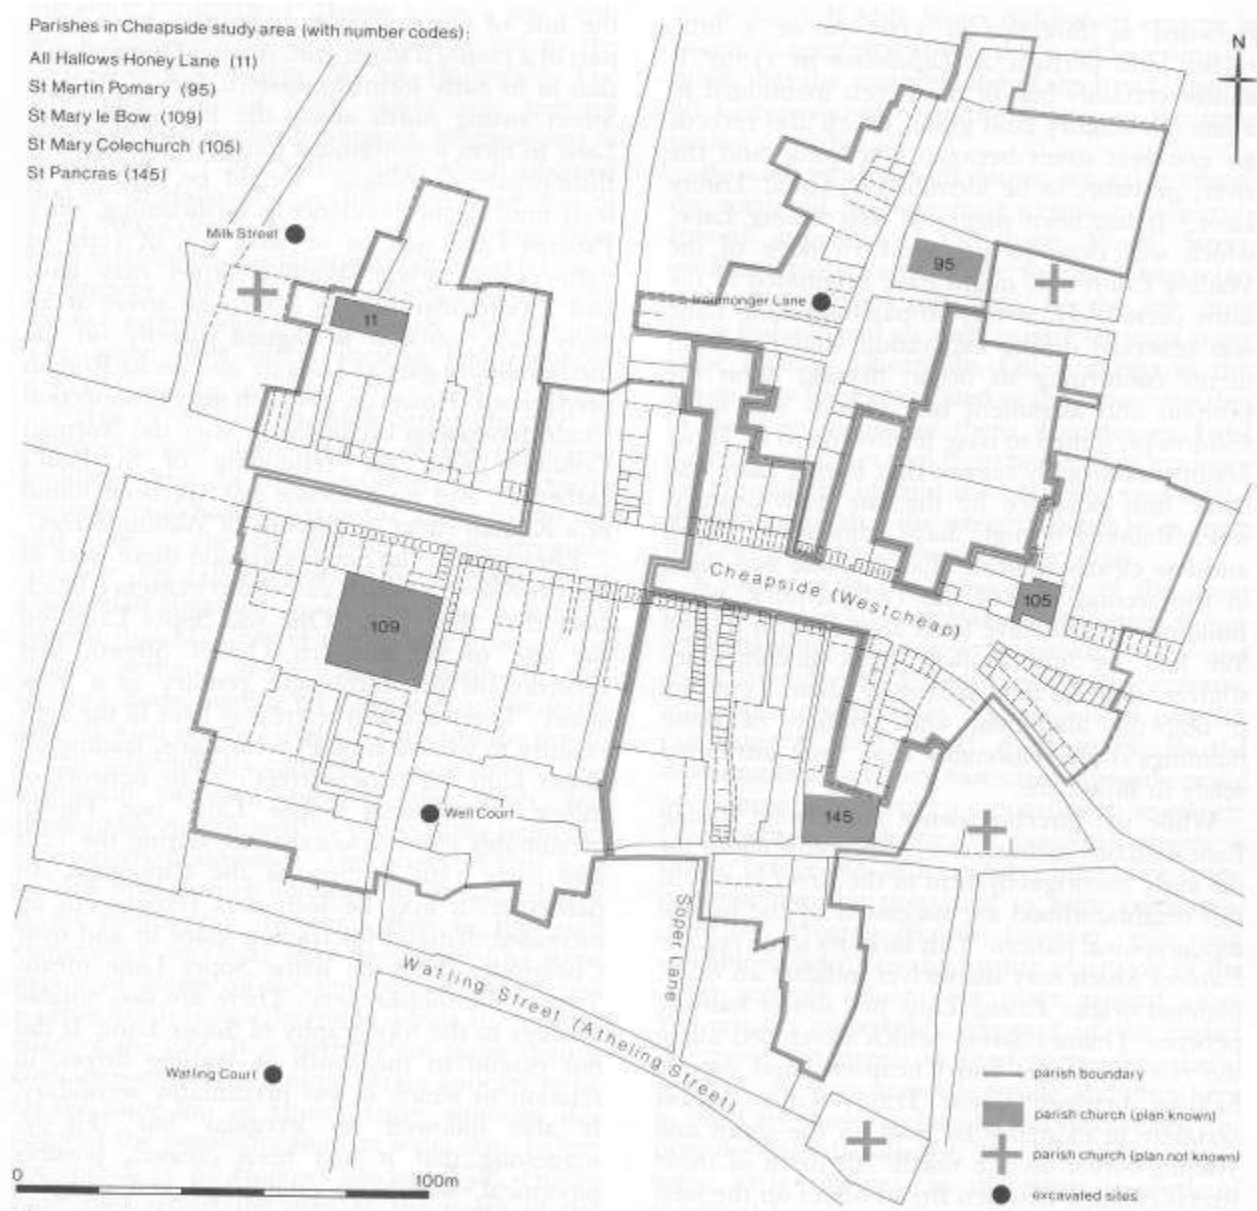 Parishes in Cheapside study area (with number codes):
All Hallows Honey Lane (11)
St Martin Pomary (95)
St Mary le Bow (109)
St Mary Colechurch (105)
St Pancras (145)
N
Milk Street
95
11
Ironmonger Lane
Cheapside (Westcheap)
105
109
Well Court
145
Soper Lane
Watling Street (Atheling Street)
Watling Court
parish boundary
parish church (plan known)
parish church (plan not known)
excavated sites
0
100m